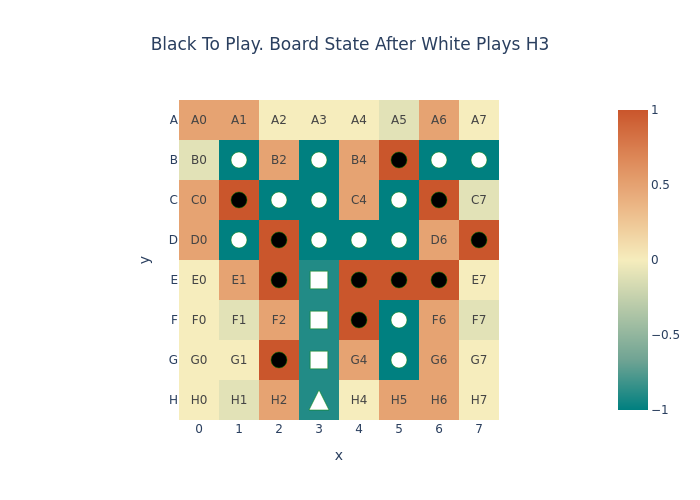 Black To Play. Board State After White Plays H3
A A0 A1 A2 A3 A4 A5 A6 A7
B B0 B2 B4
C C0 C4 C7
D D0 D6
E E0 E1 E7
F F0 F1 F2 F6 F7
G G0 G1 G4 G6 G7
H H0 H1 H2 H4 H5 H6 H7
0 1 2 3 4 5 6 7
x
y
1
0.5
0
−0.5
−1